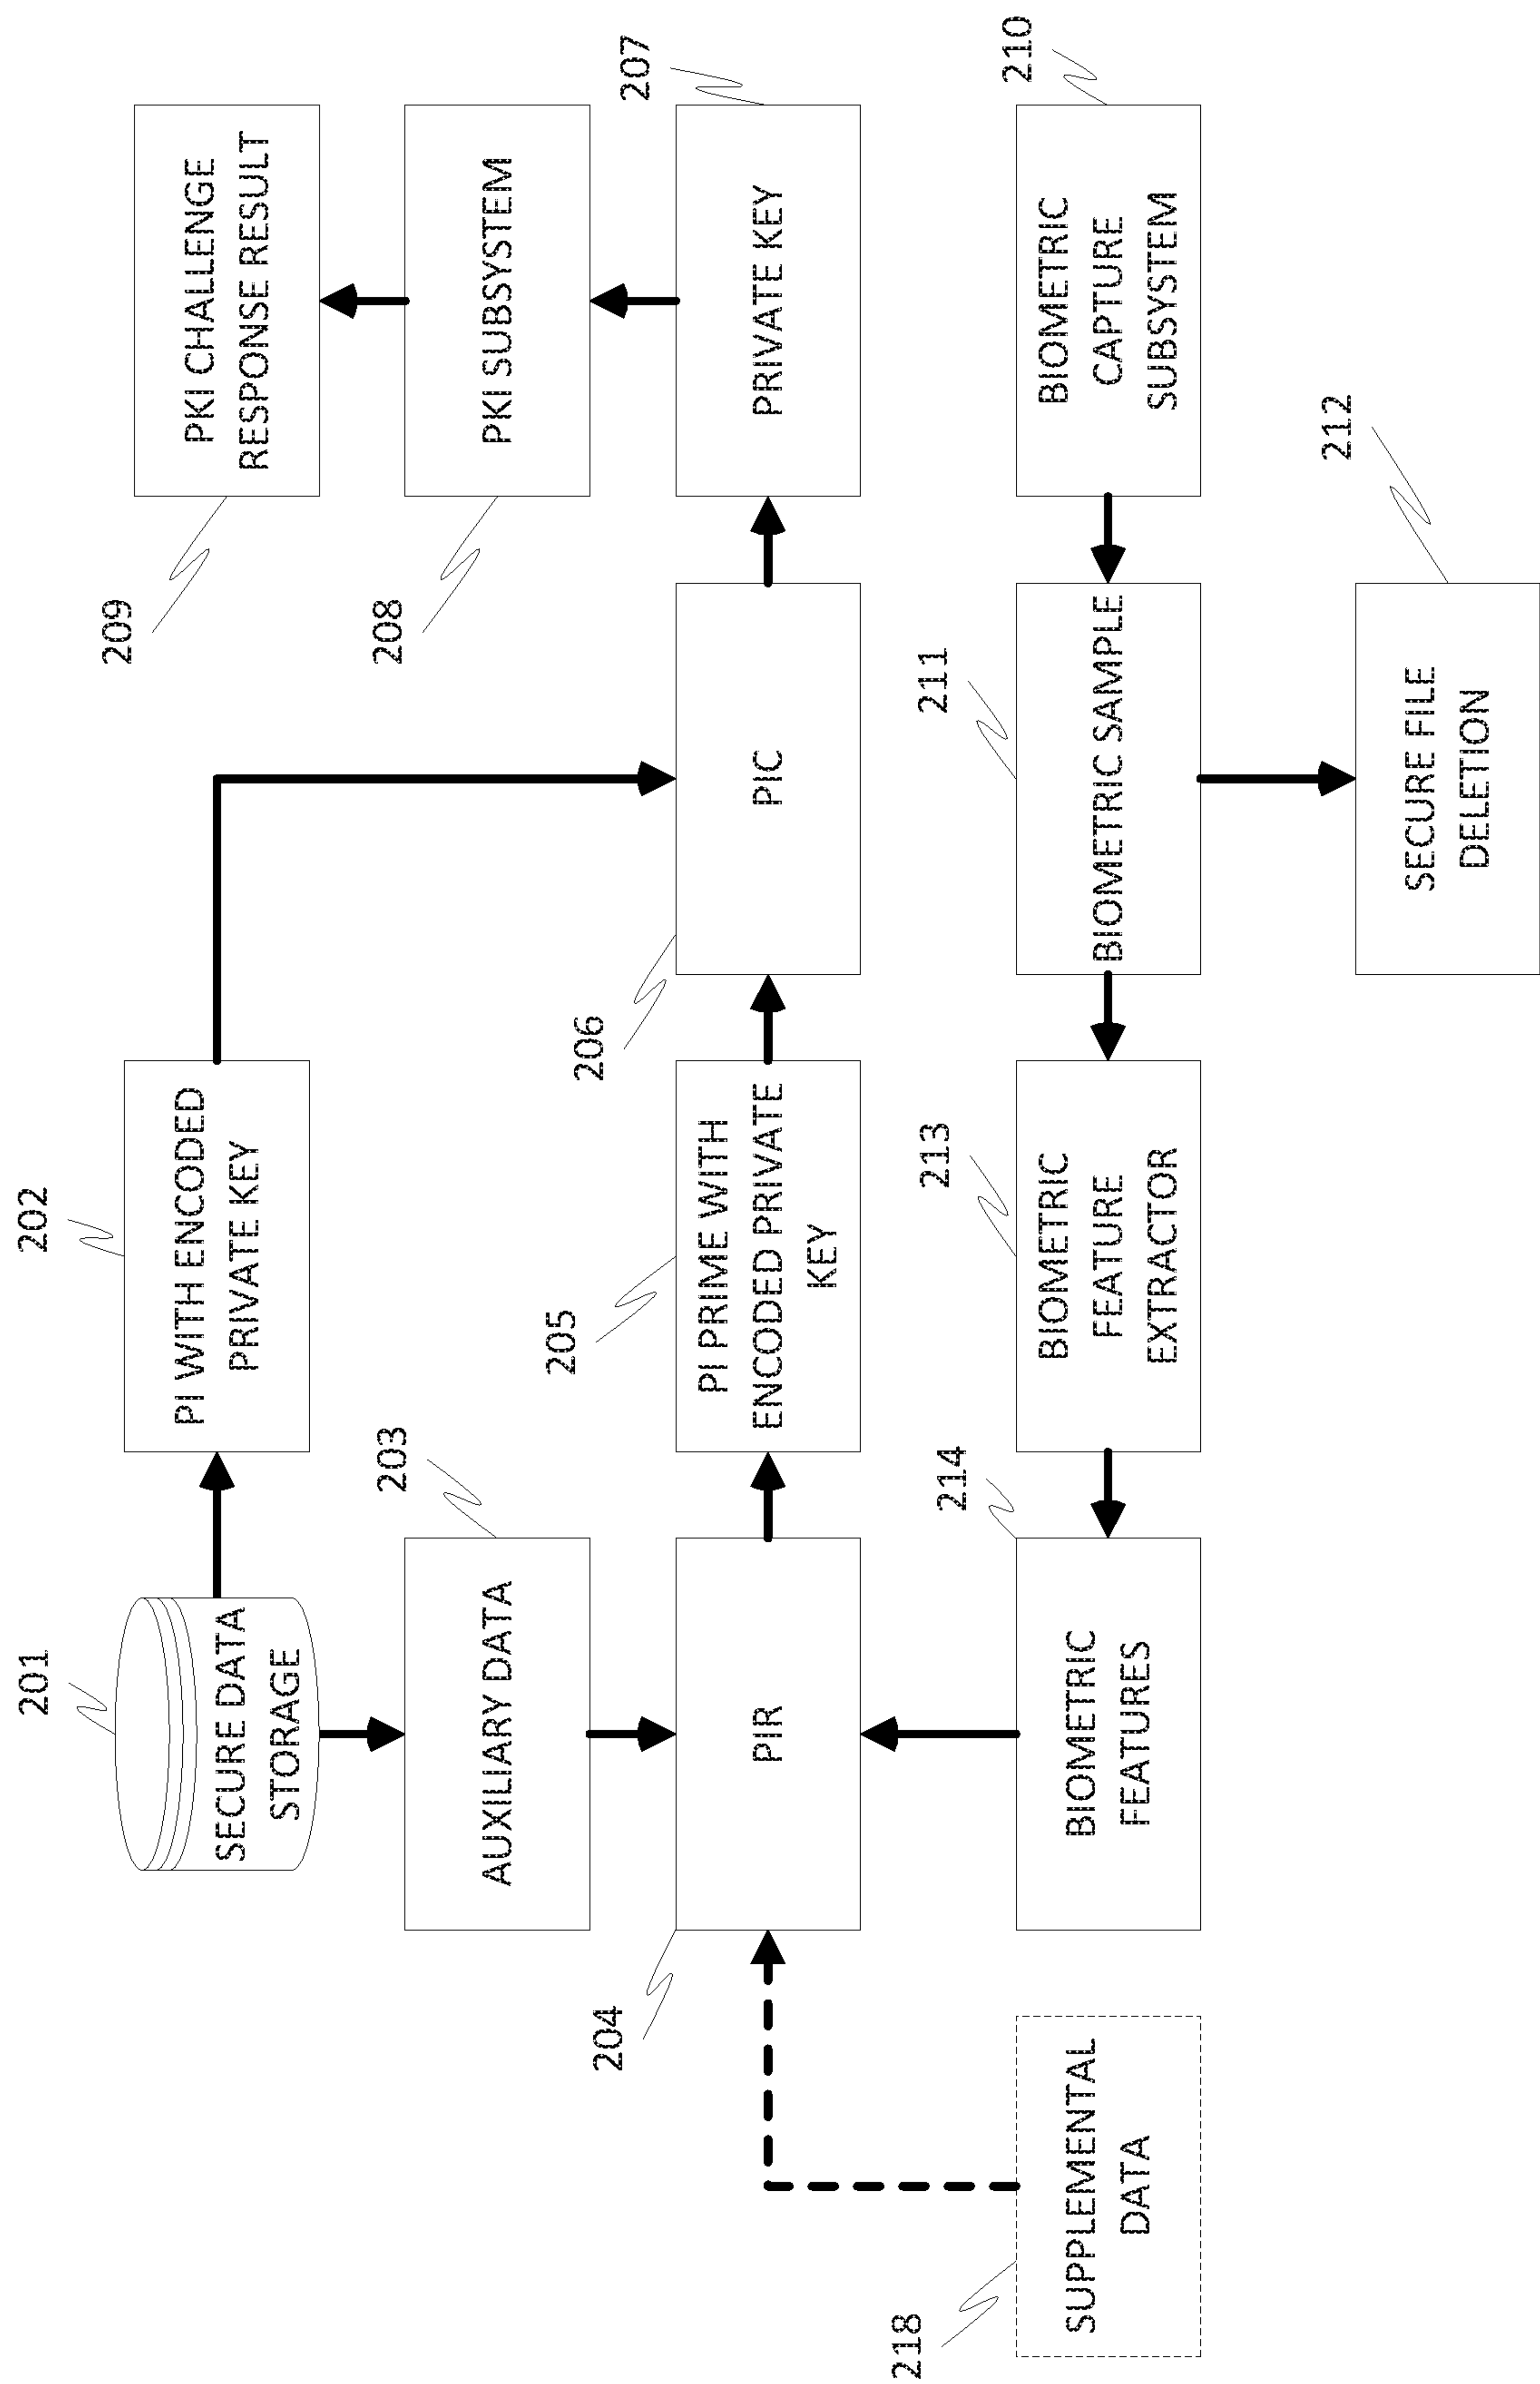 201
SECURE DATA
STORAGE
202
PI WITH ENCODED
PRIVATE KEY
209
PKI CHALLENGE
RESPONSE RESULT
203
AUXILIARY DATA
208
PKI SUBSYSTEM
204
PIR
205
PI PRIME WITH
ENCODED PRIVATE
KEY
206
PIC
207
PRIVATE KEY
218
SUPPLEMENTAL
DATA
214
BIOMETRIC
FEATURES
213
BIOMETRIC
FEATURE
EXTRACTOR
211
BIOMETRIC SAMPLE
210
BIOMETRIC
CAPTURE
SUBSYSTEM
212
SECURE FILE
DELETION